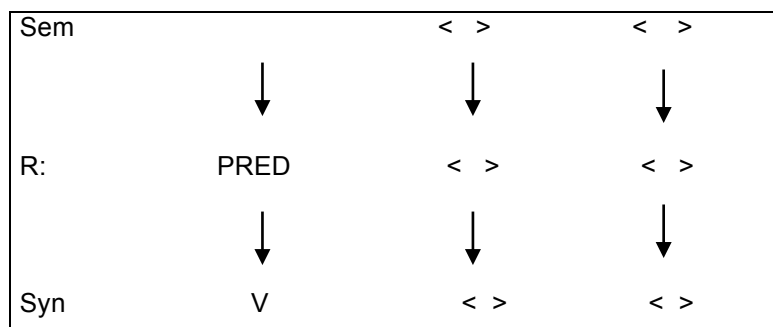 Sem < > < >
R: PRED < > < >
Syn V < > < >